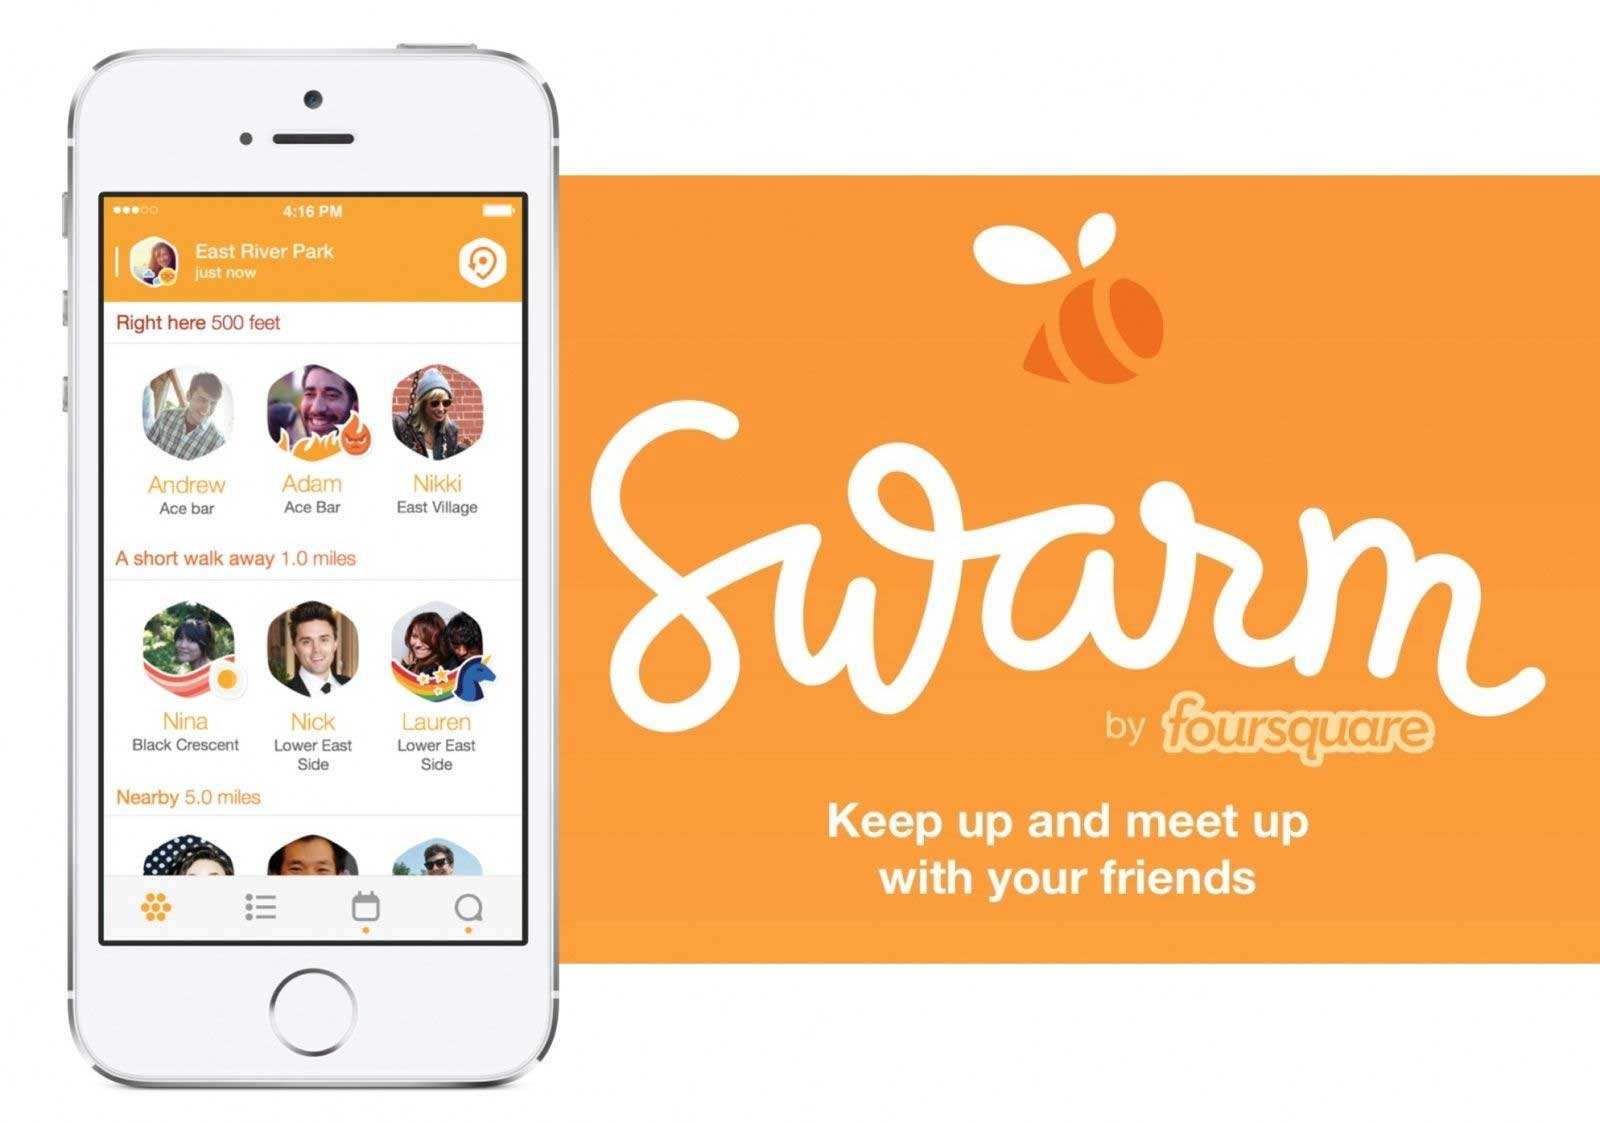 4:16 PM
East River Park
just now
Right here 500 feet
Andrew
Ace bar
Adam
Ace Bar
Nikki
East Village
A short walk away 1.0 miles
Nina
Black Crescent
Nick
Lower East
Side
Lauren
Lower East
Side
Nearby 5.0 miles
Swarm
by foursquare
Keep up and meet up
with your friends